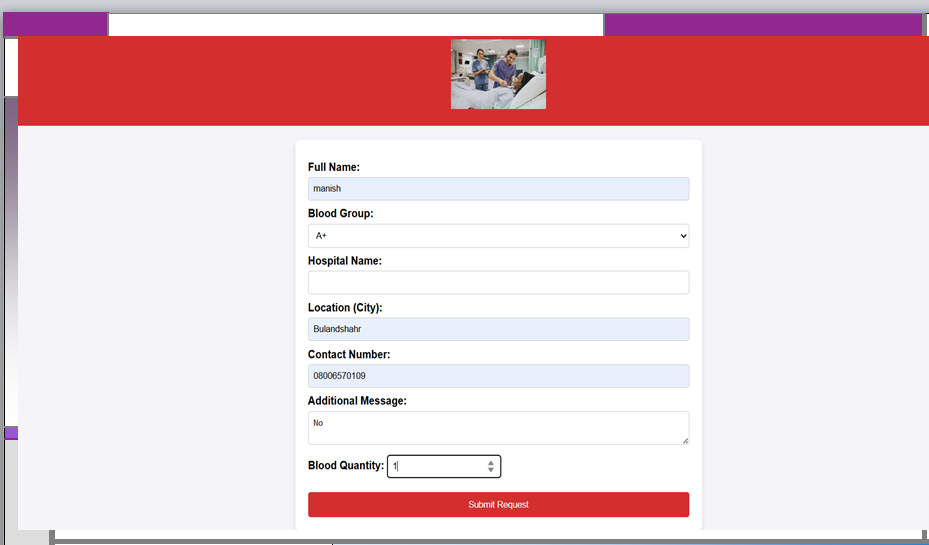 Full Name:
manish
Blood Group:
A+
Hospital Name:
Location (City):
Bulandshahr
Contact Number:
08006570109
Additional Message:
No
Blood Quantity: 1
Submit Request